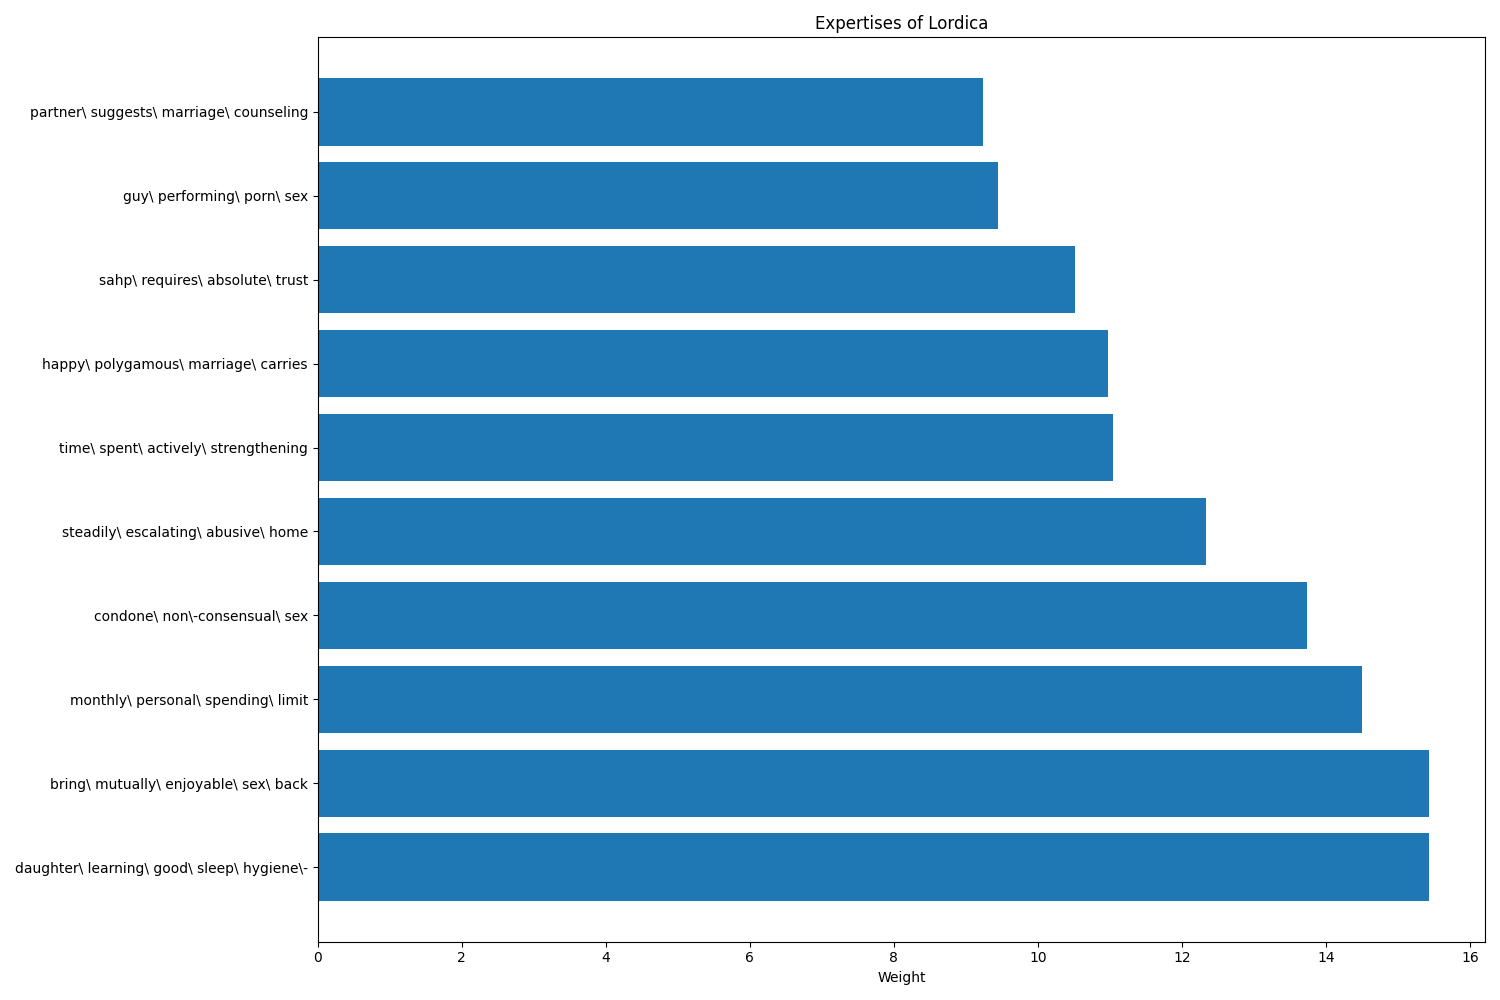 Expertises of Lordica
partner\ suggests\ marriage\ counseling
guy\ performing\ porn\ sex
sahp\ requires\ absolute\ trust
happy\ polygamous\ marriage\ carries
time\ spent\ actively\ strengthening
steadily\ escalating\ abusive\ home
condone\ non\-consensual\ sex
monthly\ personal\ spending\ limit
bring\ mutually\ enjoyable\ sex\ back
daughter\ learning\ good\ sleep\ hygiene\-
0 2 4 6 8 10 12 14 16
Weight